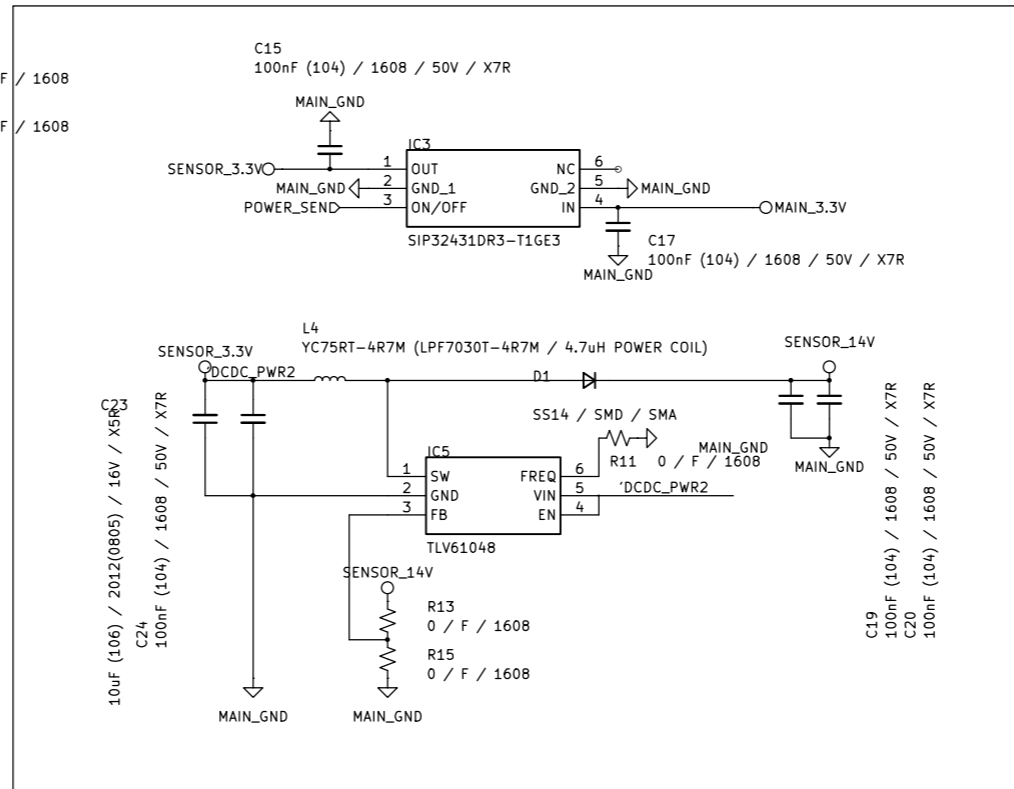 C15
100nF (104) / 1608 / 50V / X7R
F / 1608
F / 1608
MAIN_GND
IC3
SENSOR_3.3V
1 OUT
NC 6
MAIN_GND
2 GND_1
GND_2 5
MAIN_GND
POWER_SEN
3 ON/OFF
IN 4
MAIN_3.3V
SIP32431DR3-T1GE3
C17
100nF (104) / 1608 / 50V / X7R
MAIN_GND
L4
YC75RT-4R7M (LPF7030T-4R7M / 4.7uH POWER COIL)
SENSOR_3.3V
SENSOR_14V
'DCDC_PWR2
D1
SS14 / SMD / SMA
C23
10uF (106) / 2012(0805) / 16V / X5R
C24
100nF (104) / 1608 / 50V / X7R
IC5
R11 0 / F / 1608
MAIN_GND
MAIN_GND
1 SW
FREQ 6
2 GND
VIN 5
'DCDC_PWR2
3 FB
EN 4
TLV61048
SENSOR_14V
R13
0 / F / 1608
R15
0 / F / 1608
C19
100nF (104) / 1608 / 50V / X7R
C20
100nF (104) / 1608 / 50V / X7R
MAIN_GND
MAIN_GND